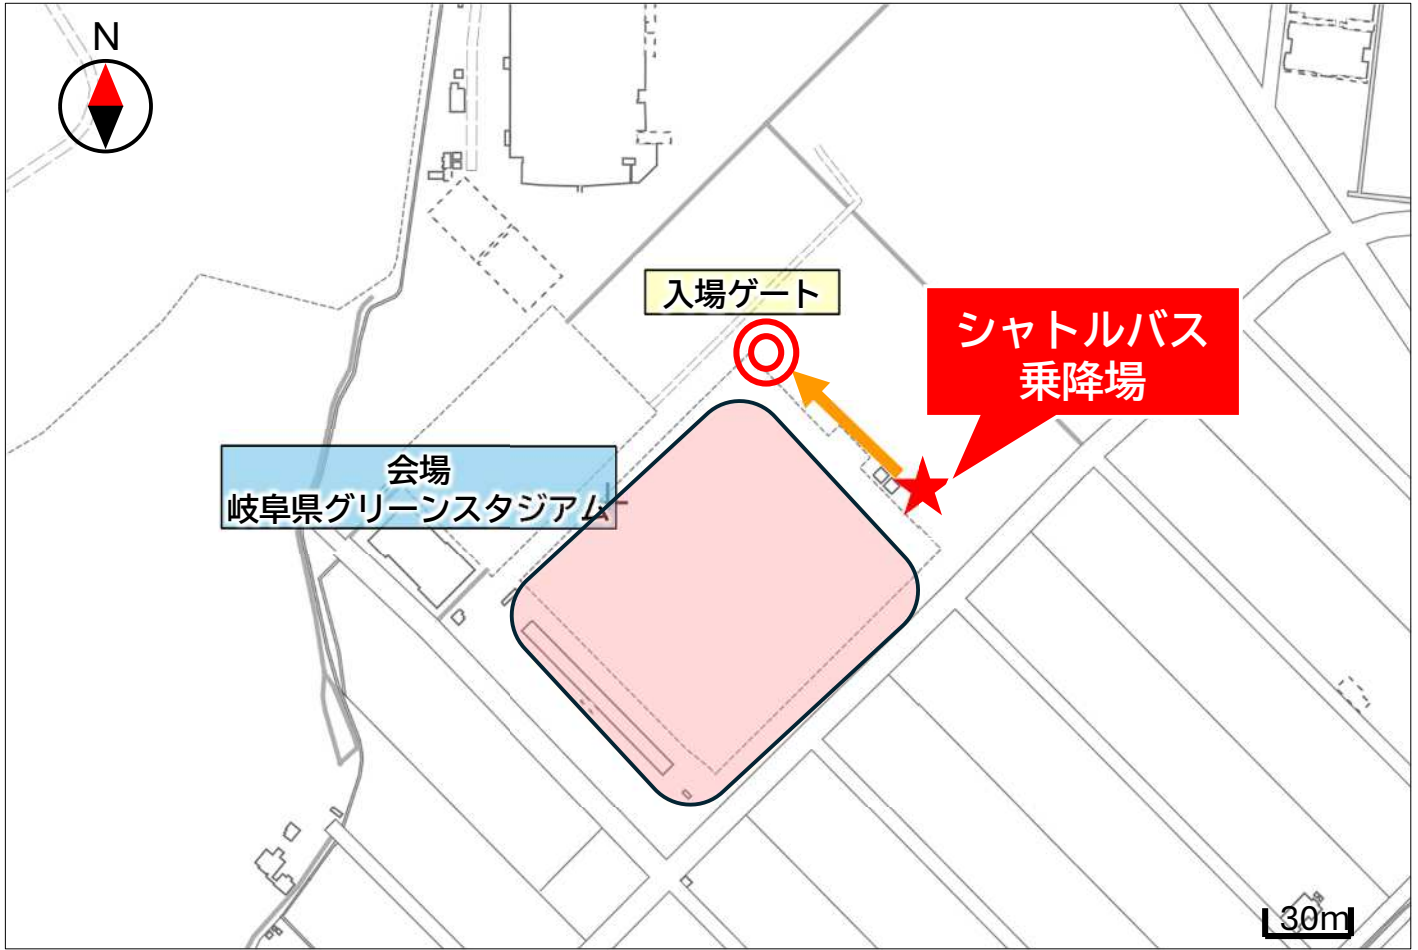 N
入場ゲート
シャトルバス
乗降場
会場
岐阜県グリーンスタジアム
30m